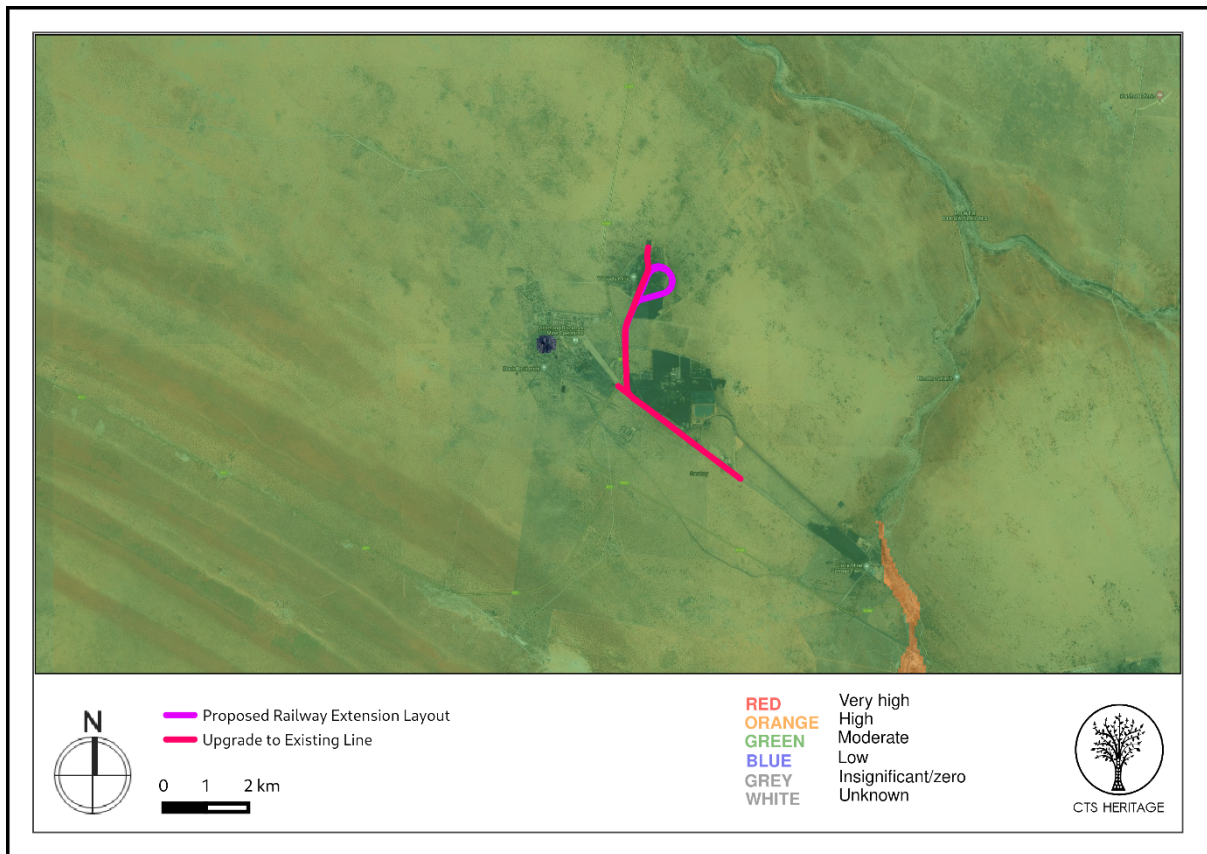 N
Proposed Railway Extension Layout
Upgrade to Existing Line
0 1 2 km
RED Very high
ORANGE High
GREEN Moderate
BLUE Low
GREY Insignificant/zero
WHITE Unknown
CTS HERITAGE